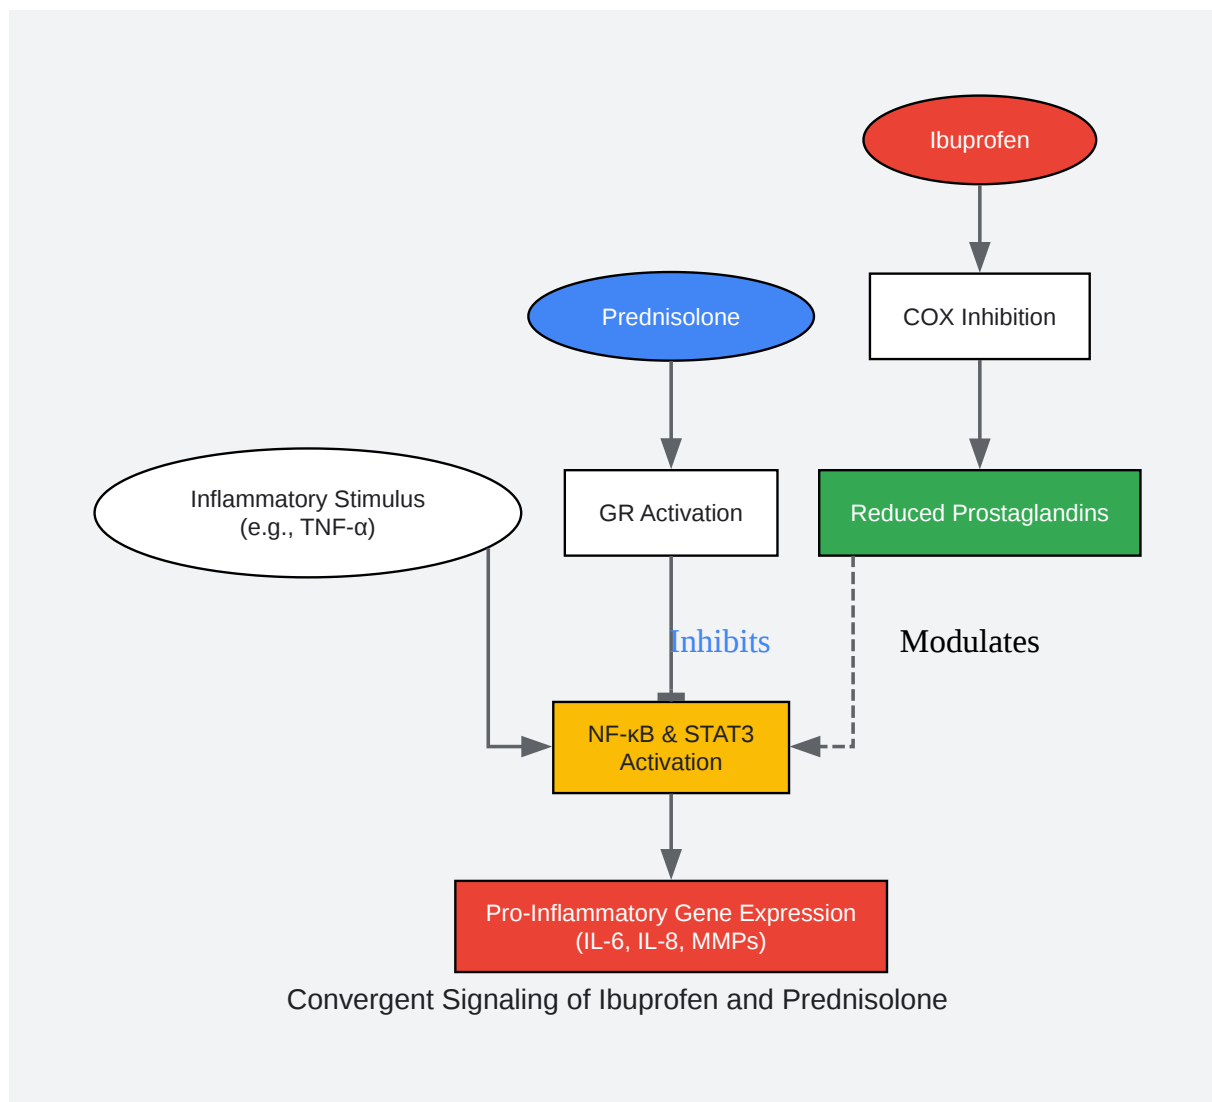 Ibuprofen
Prednisolone
COX Inhibition
Inflammatory Stimulus
(e.g., TNF-α)
GR Activation
Reduced Prostaglandins
Inhibits
Modulates
NF-κB & STAT3
Activation
Pro-Inflammatory Gene Expression
(IL-6, IL-8, MMPs)
Convergent Signaling of Ibuprofen and Prednisolone